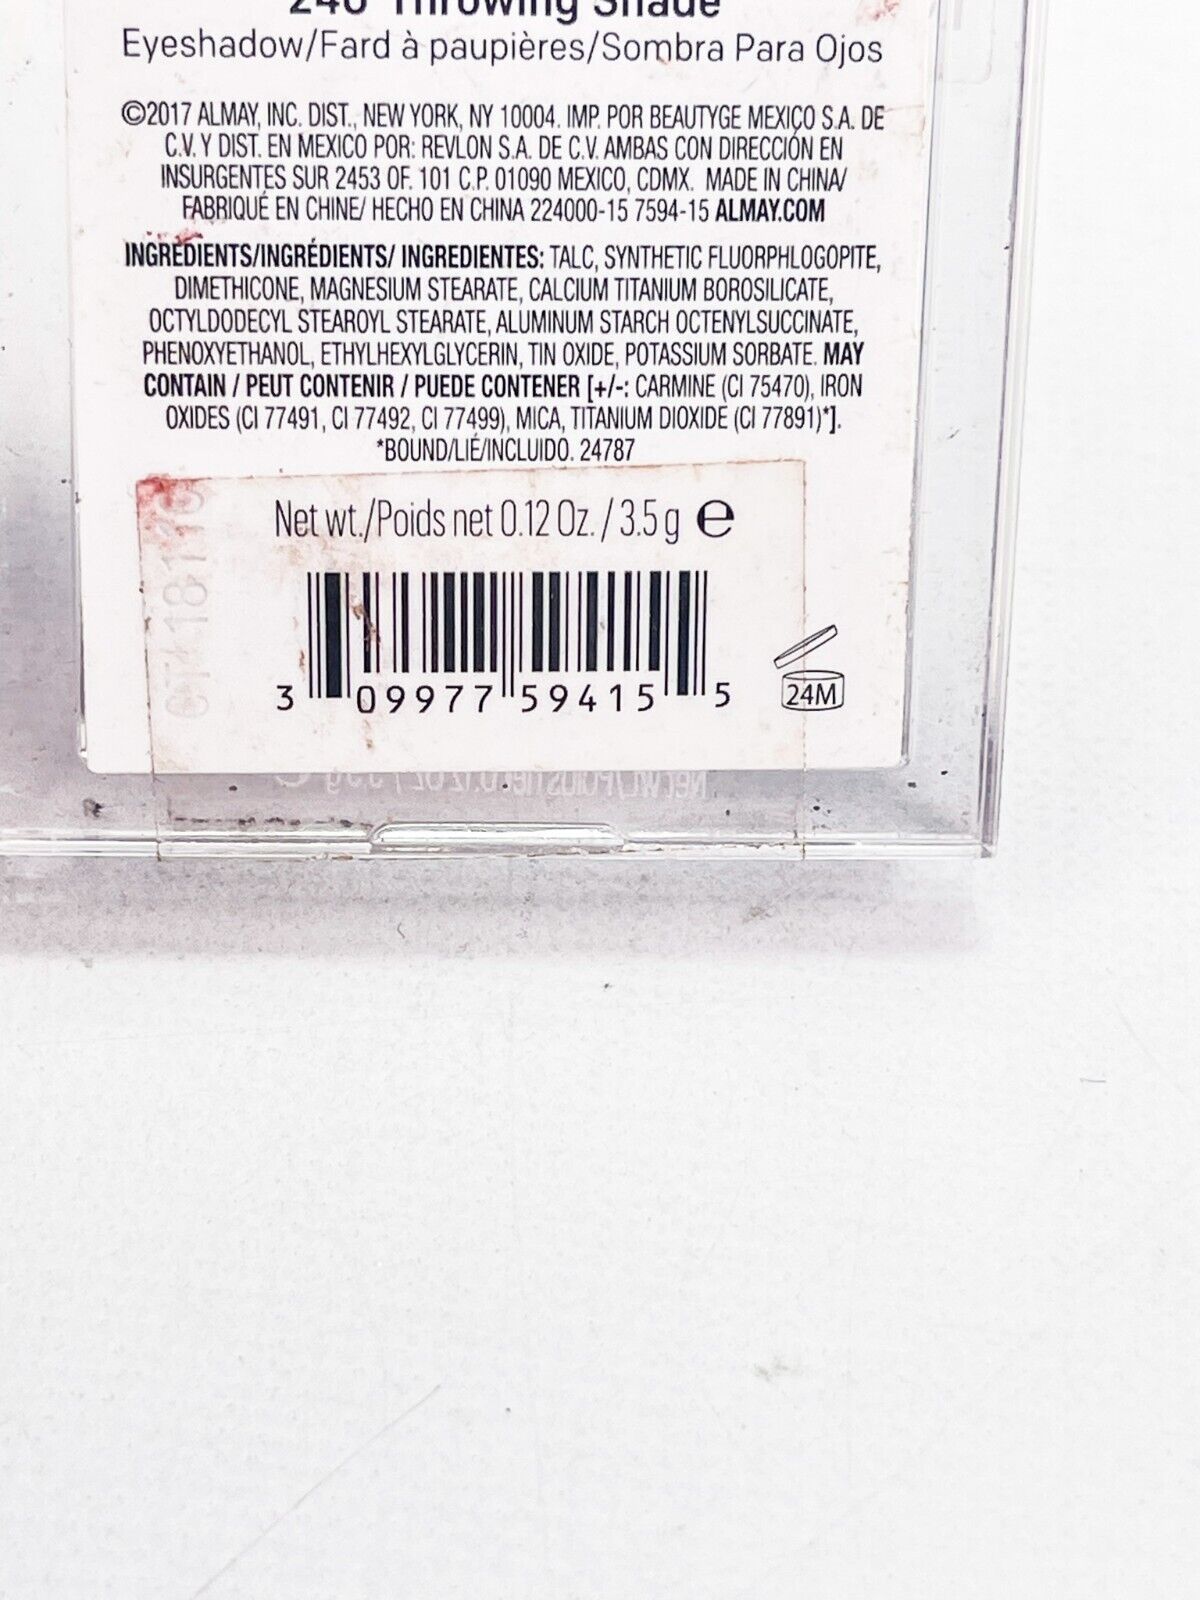 Throwing Shade
Eyeshadow/Fard à paupières/Sombra Para Ojos
©2017 ALMAY, INC. DIST., NEW YORK, NY 10004. IMP. POR BEAUTYGE MEXICO S.A. DE
C.V. Y DIST. EN MEXICO POR: REVLON S.A. DE C.V. AMBAS CON DIRECCIÓN EN
INSURGENTES SUR 2453 OF. 101 C.P. 01090 MEXICO, CDMX. MADE IN CHINA/
FABRIQUÉ EN CHINE/ HECHO EN CHINA 224000-15 7594-15 ALMAY.COM
INGREDIENTS/INGRÉDIENTS/ INGREDIENTES: TALC, SYNTHETIC FLUORPHLOGOPITE,
DIMETHICONE, MAGNESIUM STEARATE, CALCIUM TITANIUM BOROSILICATE,
OCTYLDODECYL STEAROYL STEARATE, ALUMINUM STARCH OCTENYLSUCCINATE,
PHENOXYETHANOL, ETHYLHEXYLGLYCERIN, TIN OXIDE, POTASSIUM SORBATE. MAY
CONTAIN / PEUT CONTENIR / PUEDE CONTENER [+/-: CARMINE (CI 75470), IRON
OXIDES (CI 77491, CI 77492, CI 77499), MICA, TITANIUM DIOXIDE (CI 77891)*].
*BOUND/LIÉ/INCLUIDO. 24787
Net wt./Poids net 0.12 Oz. / 3.5 g ℮
3 09977 59415 5
24M